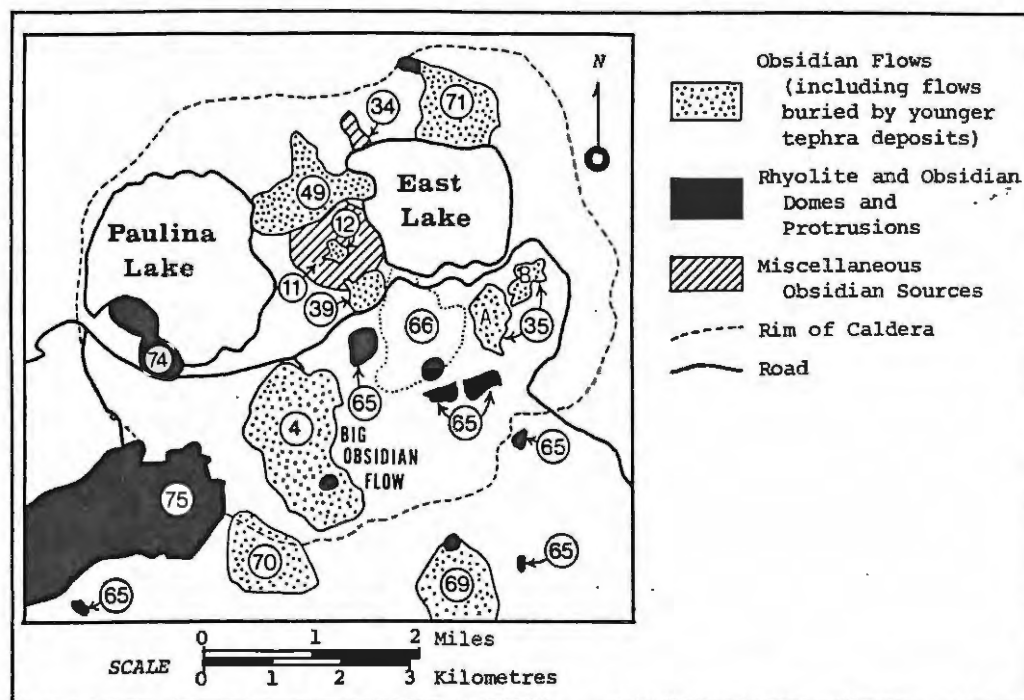 N
34
71
49
East
Lake
12
Paulina
Lake
11
39
66
B
A
35
74
65
65
4
BIG
OBSIDIAN
FLOW
65
75
70
65
69
65
Obsidian Flows
(including flows
buried by younger
tephra deposits)
Rhyolite and Obsidian
Domes and
Protrusions
Miscellaneous
Obsidian Sources
Rim of Caldera
Road
0 1 2 Miles
SCALE
0 1 2 3 Kilometres